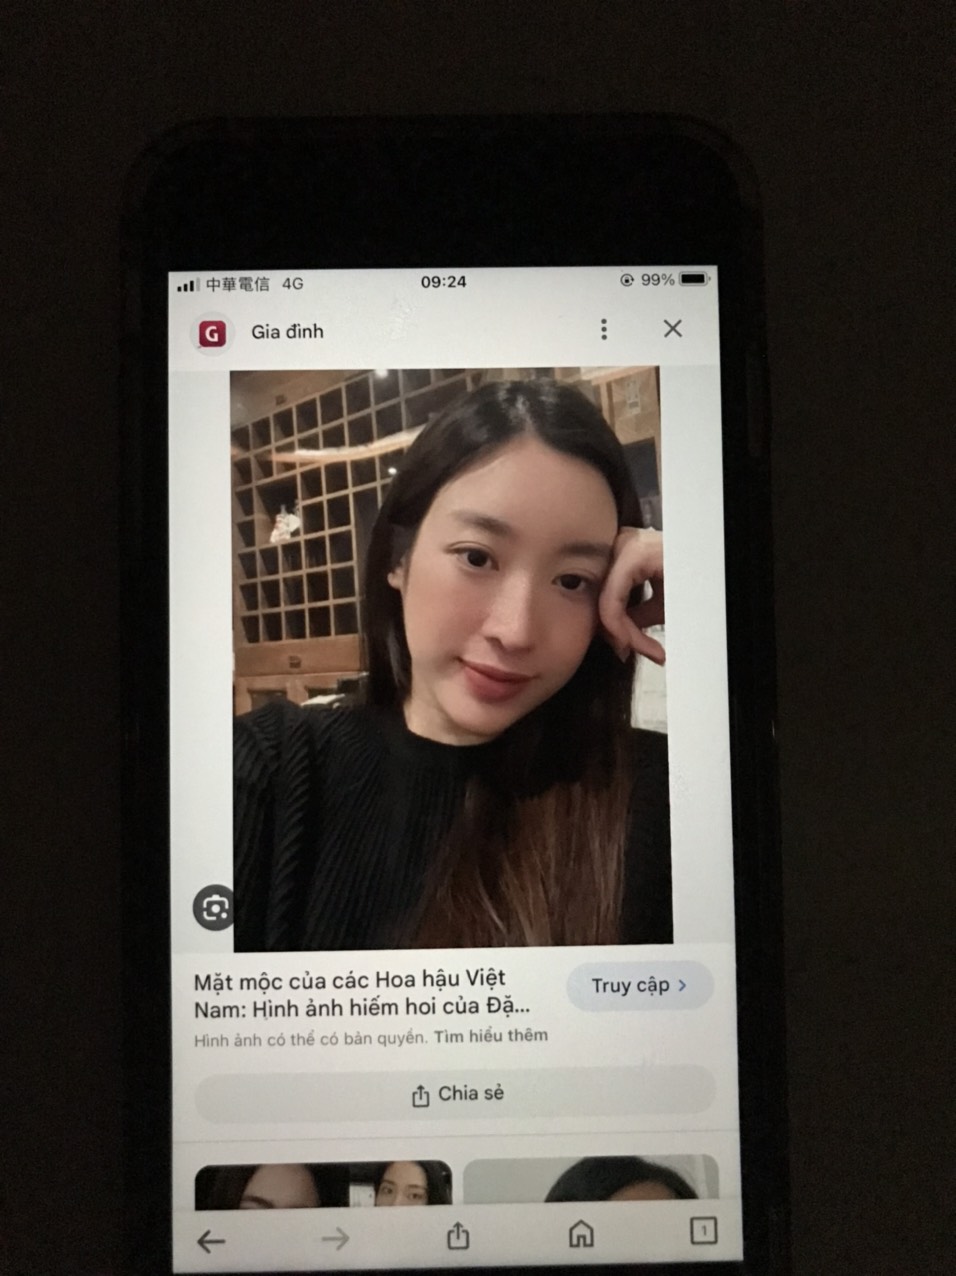 中華電信 4G 09:24 99%
G Gia đình
Mặt mộc của các Hoa hậu Việt
Nam: Hình ảnh hiếm hoi của Đặ...
Truy cập
Hình ảnh có thể có bản quyền. Tìm hiểu thêm
Chia sẻ
1